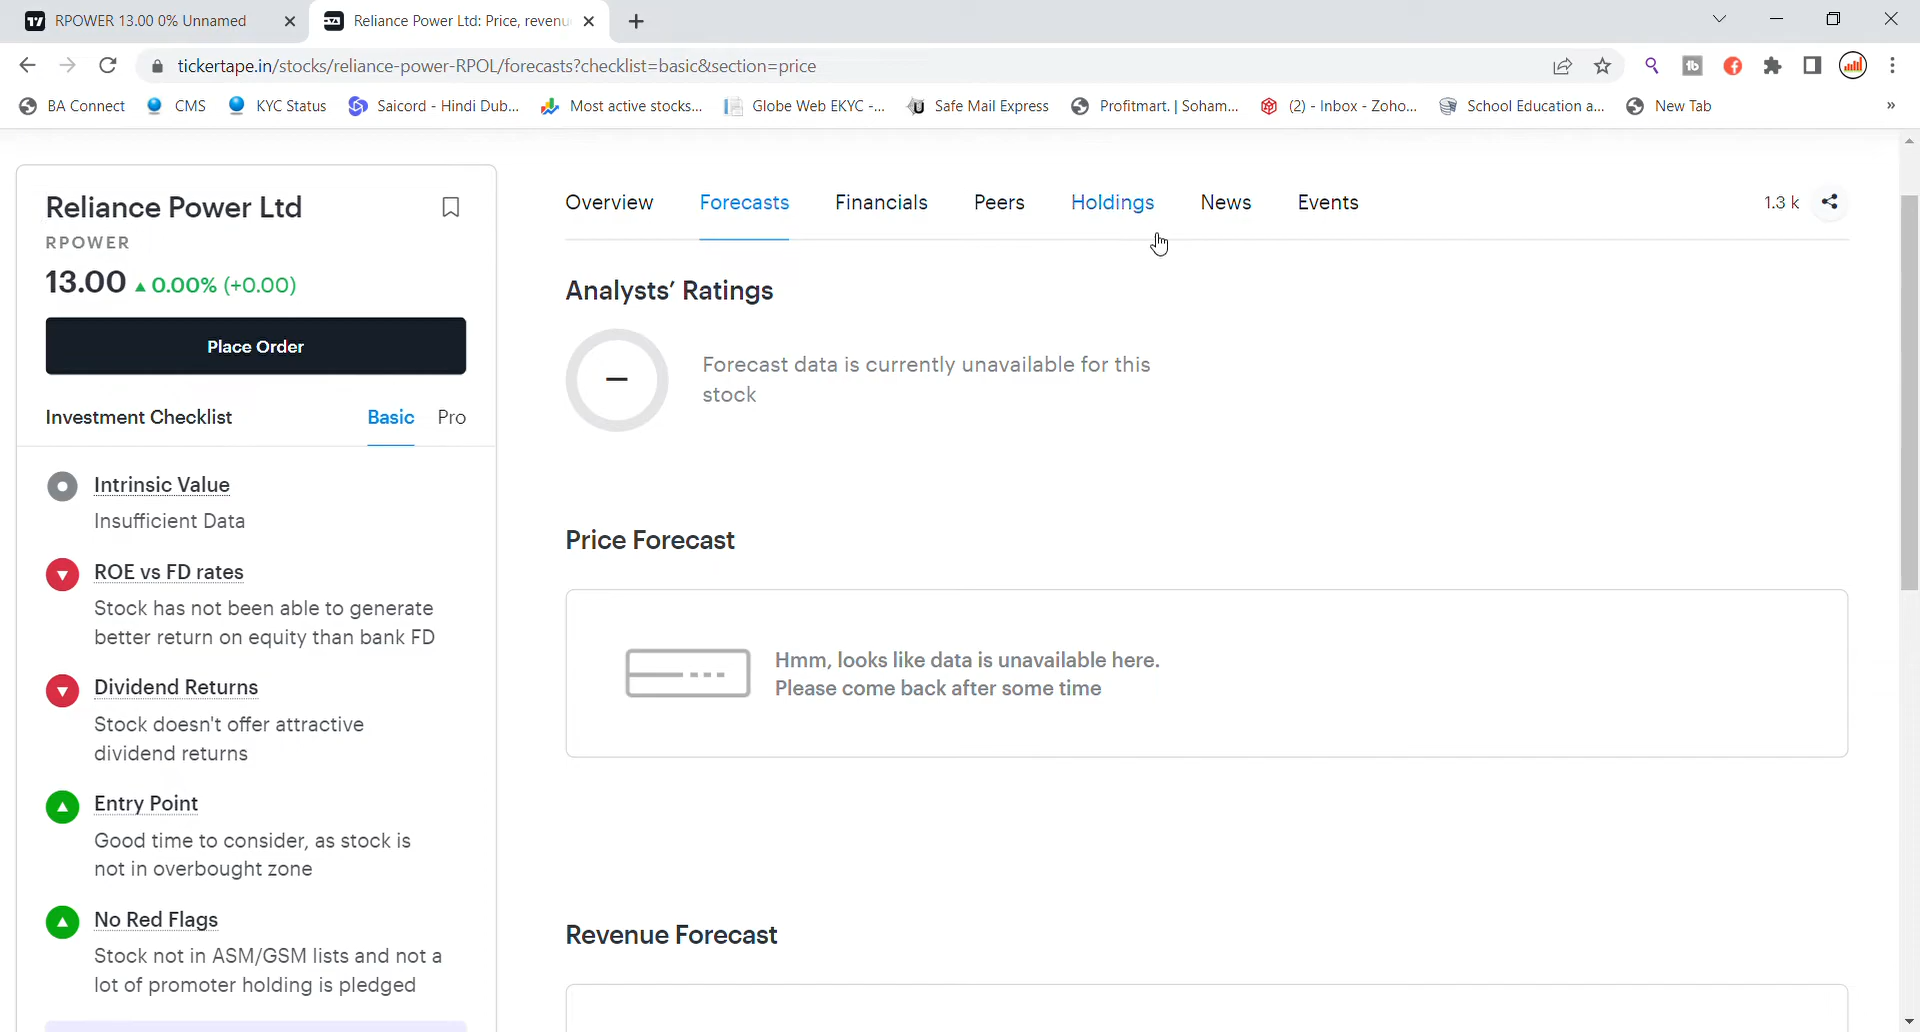 RPOWER 13.00 0% Unnamed
Reliance Power Ltd: Price, revenu
tickertape.in/stocks/reliance-power-RPOL/forecasts?checklist=basic&section=price
BA Connect
CMS
KYC Status
Saicord - Hindi Dub...
Most active stocks...
Globe Web EKYC -...
Safe Mail Express
Profitmart. | Soham...
(2) - Inbox - Zoho...
School Education a...
New Tab
»
Reliance Power Ltd
RPOWER
13.00 ▲ 0.00% (+0.00)
Place Order
Investment Checklist
Basic
Pro
Intrinsic Value
Insufficient Data
ROE vs FD rates
Stock has not been able to generate
better return on equity than bank FD
Dividend Returns
Stock doesn't offer attractive
dividend returns
Entry Point
Good time to consider, as stock is
not in overbought zone
No Red Flags
Stock not in ASM/GSM lists and not a
lot of promoter holding is pledged
Overview
Forecasts
Financials
Peers
Holdings
News
Events
1.3 k
Analysts’ Ratings
Forecast data is currently unavailable for this
stock
Price Forecast
Hmm, looks like data is unavailable here.
Please come back after some time
Revenue Forecast